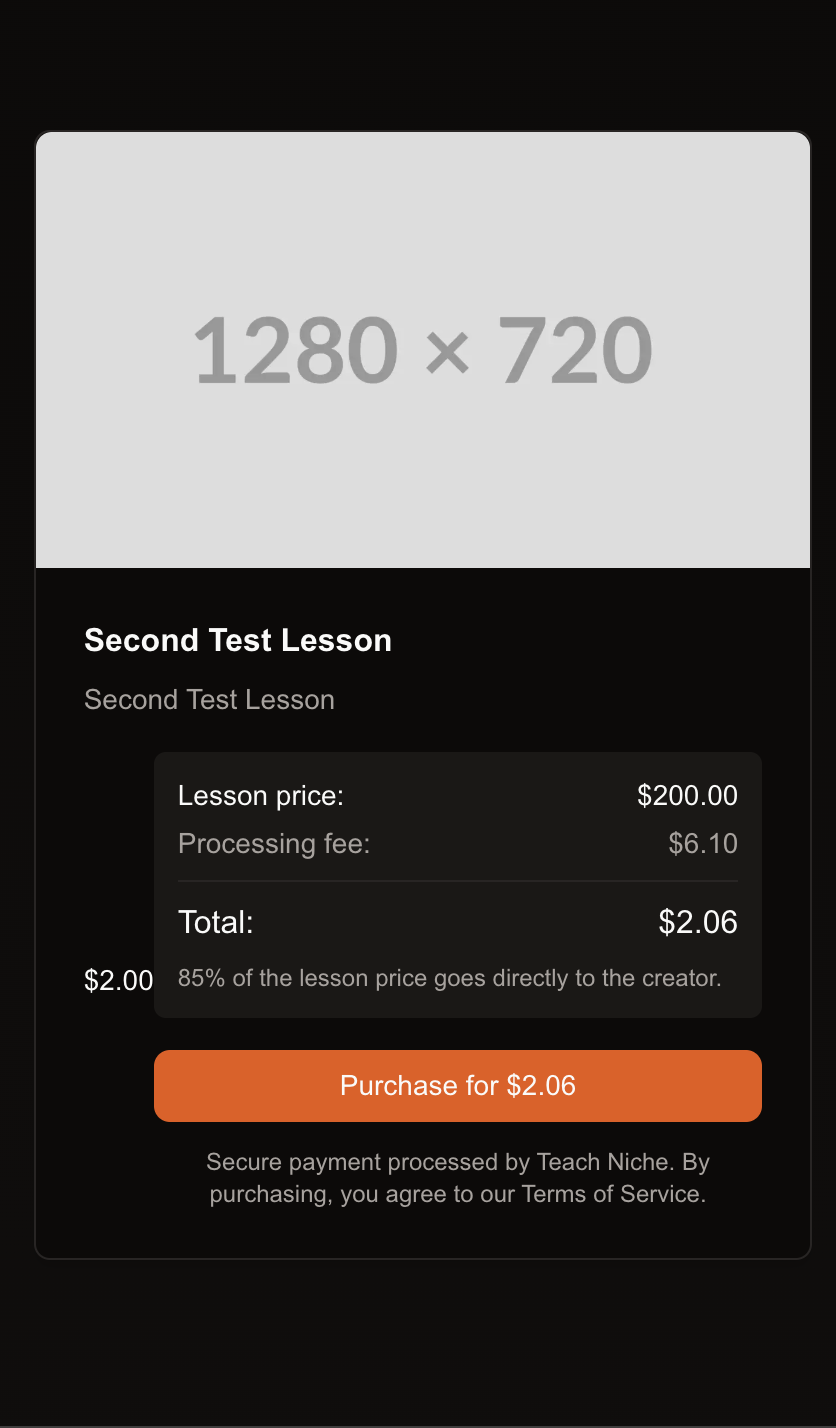 1280 × 720
Second Test Lesson
Second Test Lesson
Lesson price: $200.00
Processing fee: $6.10
Total: $2.06
$2.00
85% of the lesson price goes directly to the creator.
Purchase for $2.06
Secure payment processed by Teach Niche. By
purchasing, you agree to our Terms of Service.